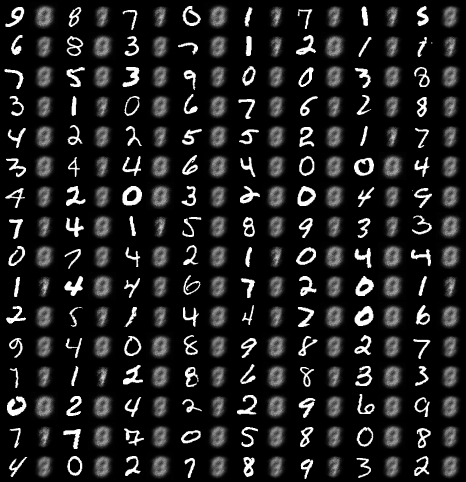 9 8 7 0 1 7 1 5
6 8 3 7 1 2 1
7 5 3 9 0 0 3 8
3 1 0 6 7 6 2 8
4 2 2 5 5 2 1 7
3 4 4 6 4 0 0 4
4 2 0 3 2 0 4 9
7 4 1 5 8 9 3 3
0 7 4 2 1 0 4 4
1 4 4 6 7 2 0 1
2 5 1 4 4 7 0 6
9 4 0 8 9 8 2 7
7 1 2 8 6 8 3 3
0 2 4 2 2 9 6 9
7 7 7 0 5 8 0 8
4 0 2 7 8 9 3 2